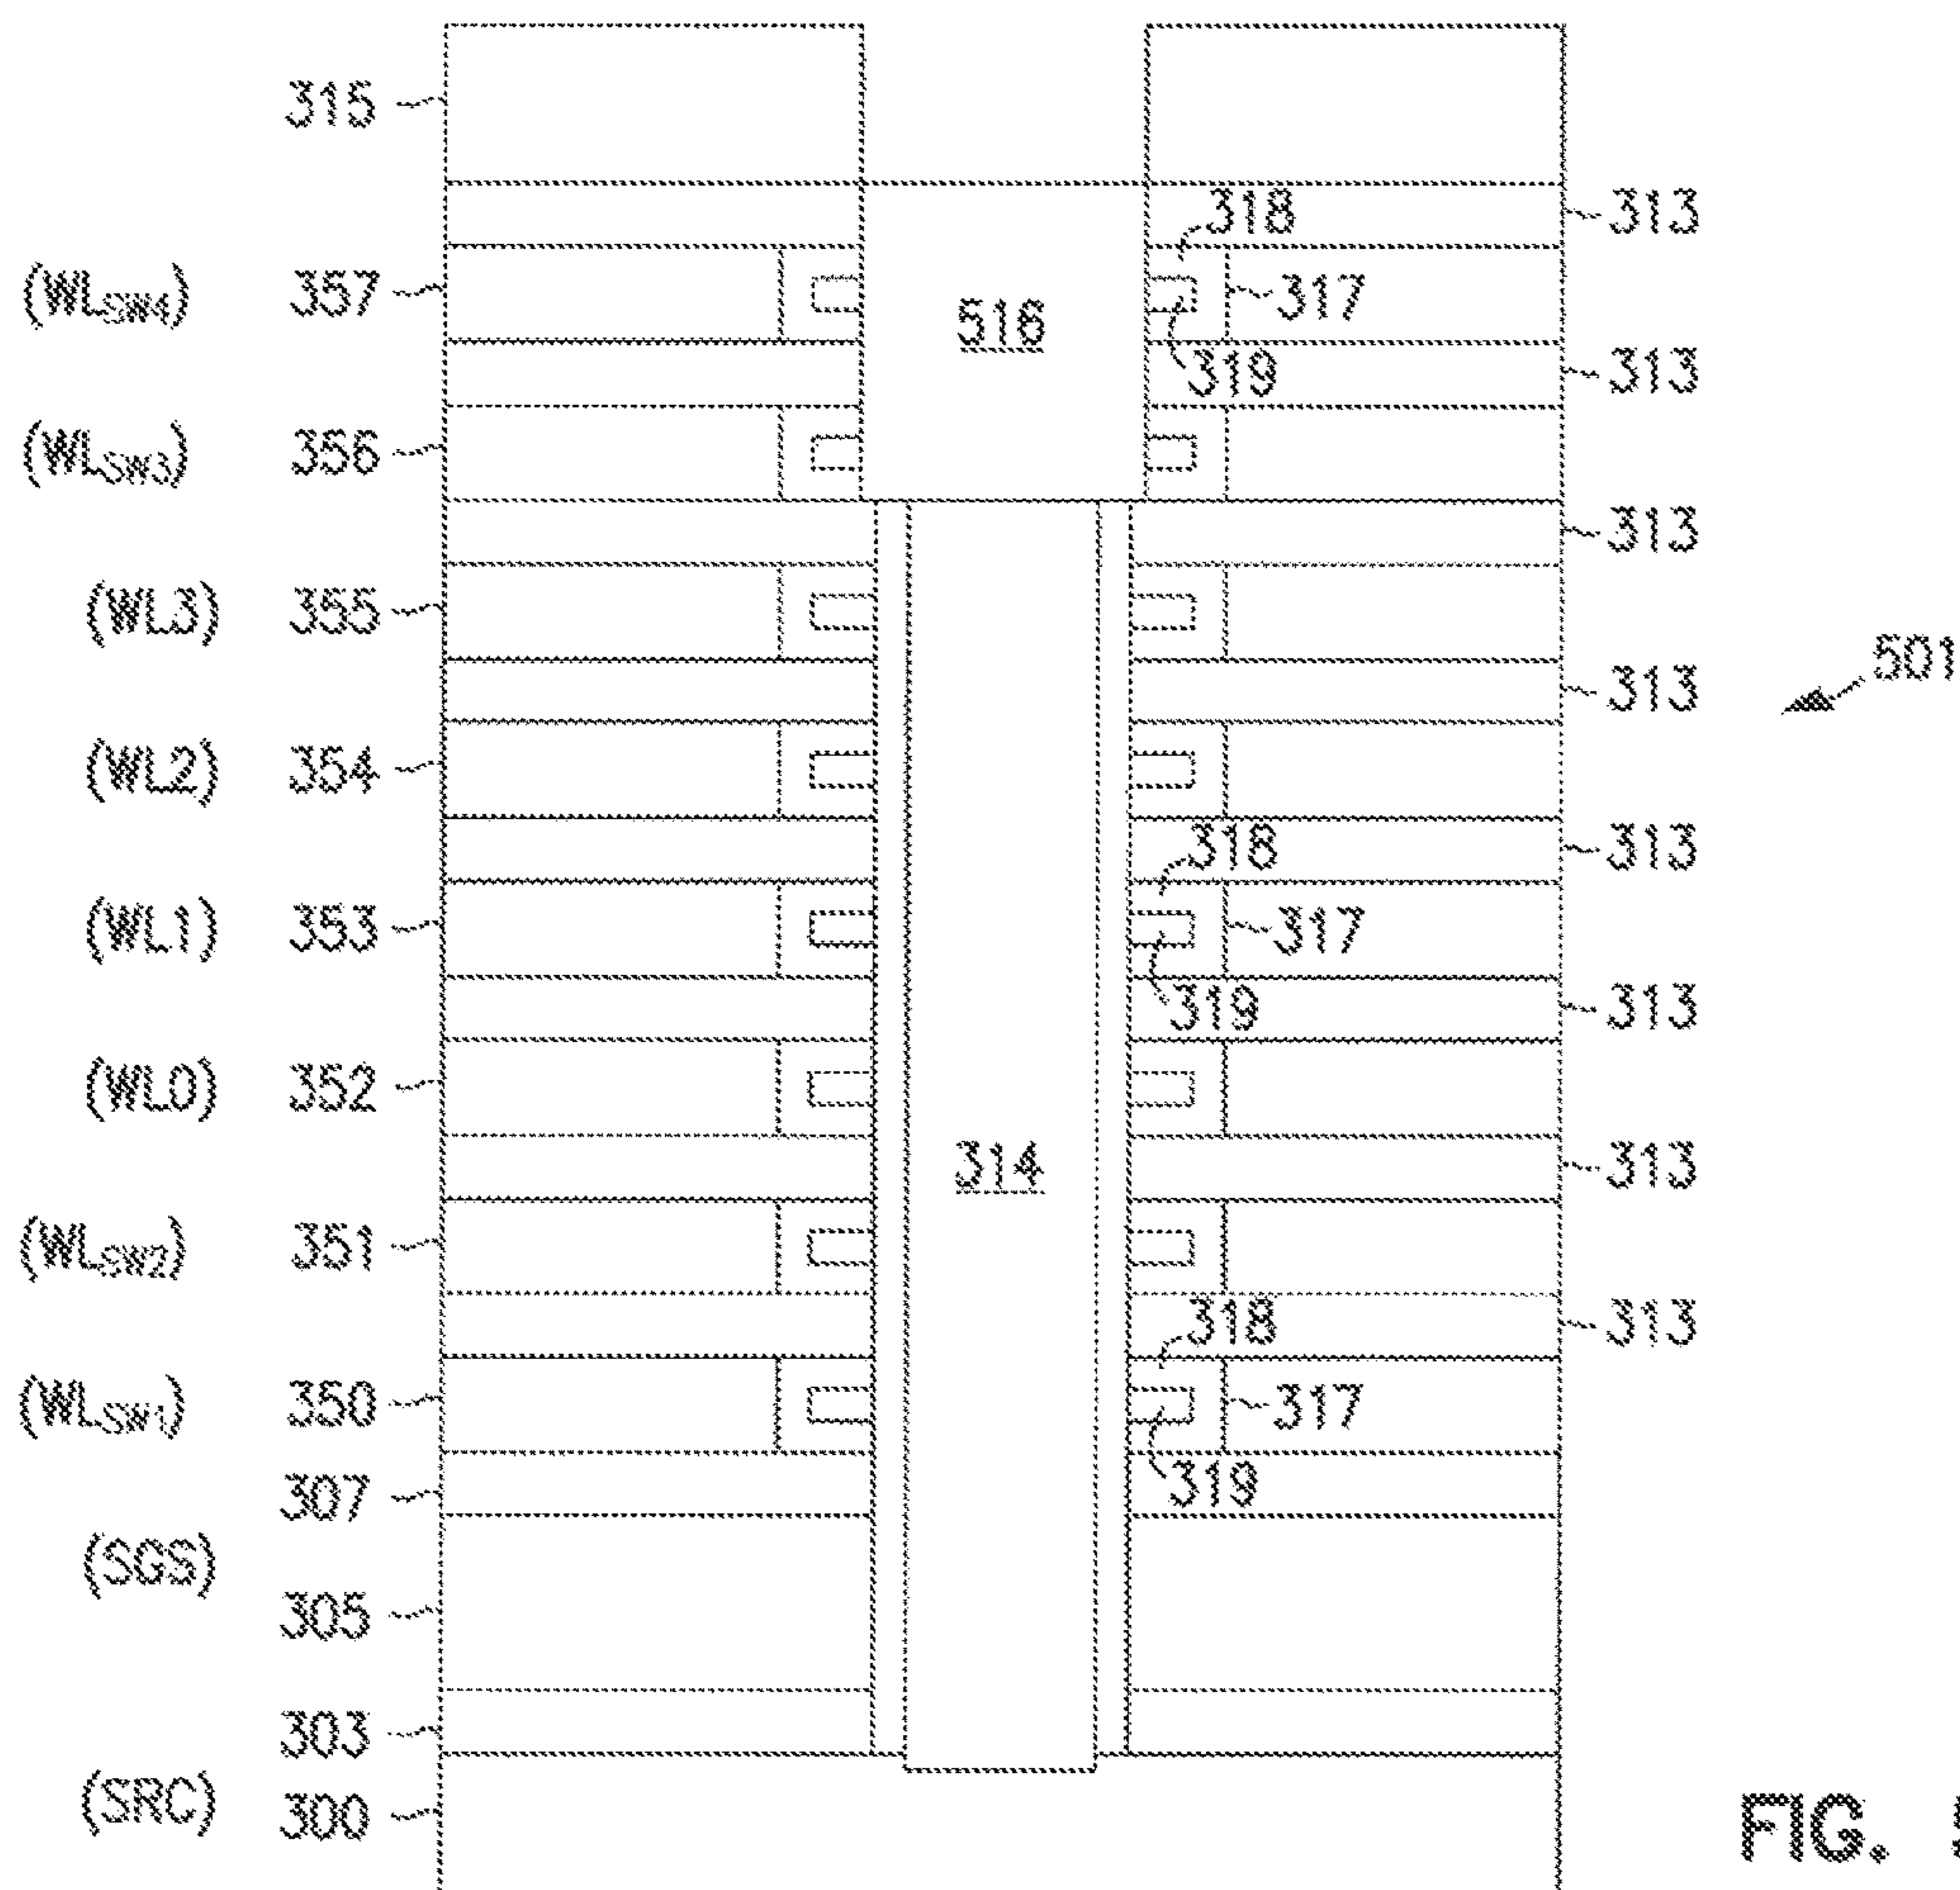 315
313
318
(WLSW4) 357 317
516
319 313
(WLSW3) 356
313
(WL3) 355
501
313
(WL2) 354
318 313
(WL1) 353 317
319 313
(WL0) 352
314 313
(WLSW2) 351
318 313
(WLSW1) 350 317
307 319
(SGS)
305
303
(SRC) 300
FIG.